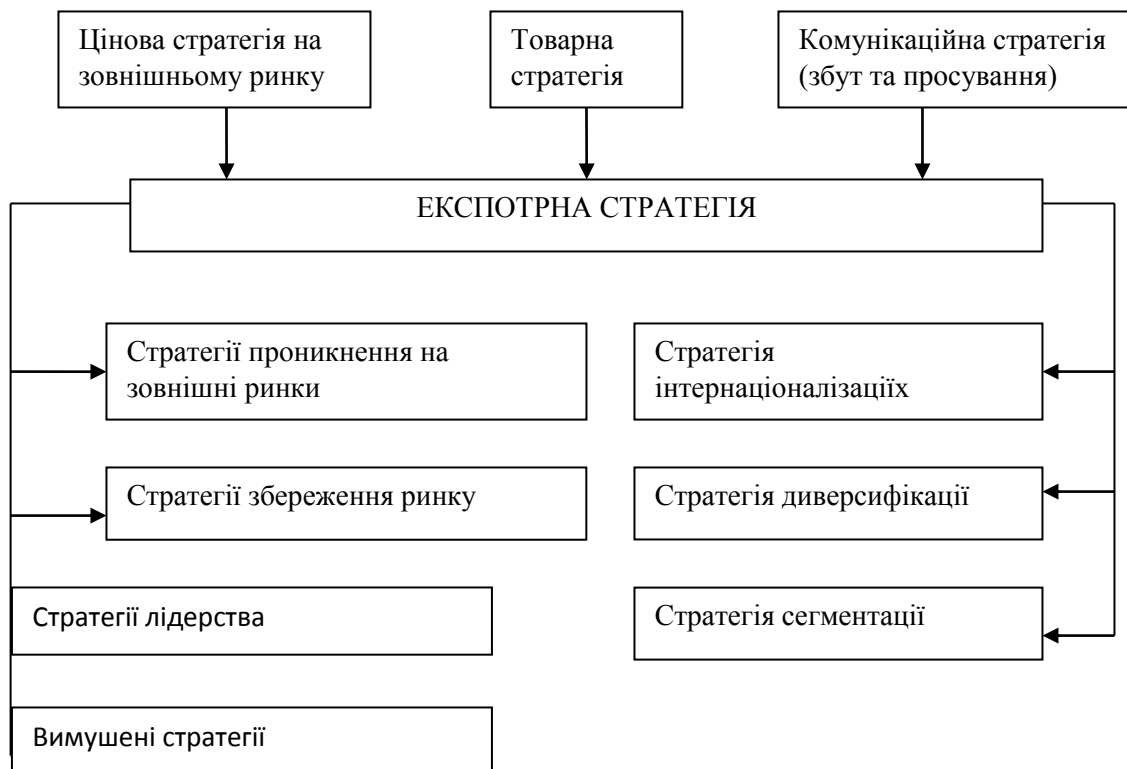 Цінова стратегія на
зовнішньому ринку
Товарна
стратегія
Комунікаційна стратегія
(збут та просування)
ЕКСПОТРНА СТРАТЕГІЯ
Стратегії проникнення на
зовнішні ринки
Стратегія
інтернаціоналізаціїх
Стратегії збереження ринку
Стратегія диверсифікації
Стратегії лідерства
Стратегія сегментації
Вимушені стратегії